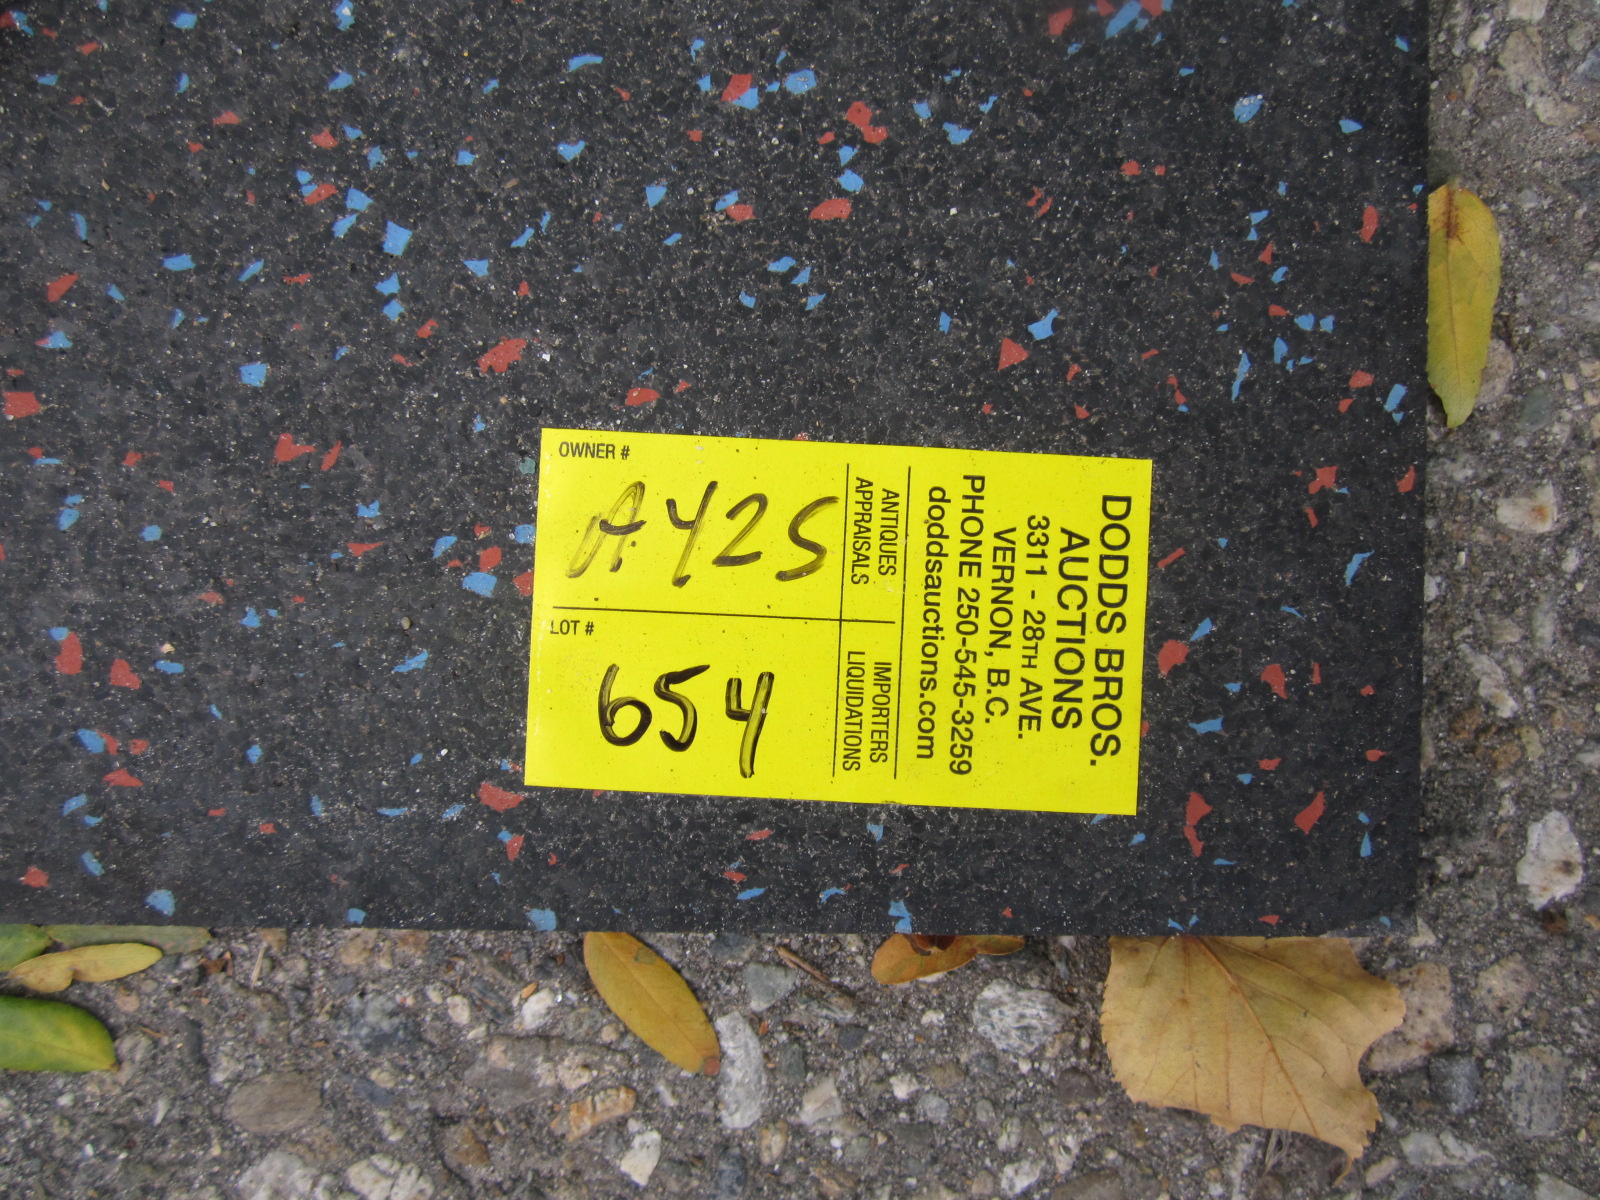 DODDS BROS.
AUCTIONS
3311 - 28TH AVE.
VERNON, B.C.
PHONE 250-545-3259
doddsauctions.com
ANTIQUES
APPRAISALS
IMPORTERS
LIQUIDATIONS
OWNER #
A425
LOT #
654